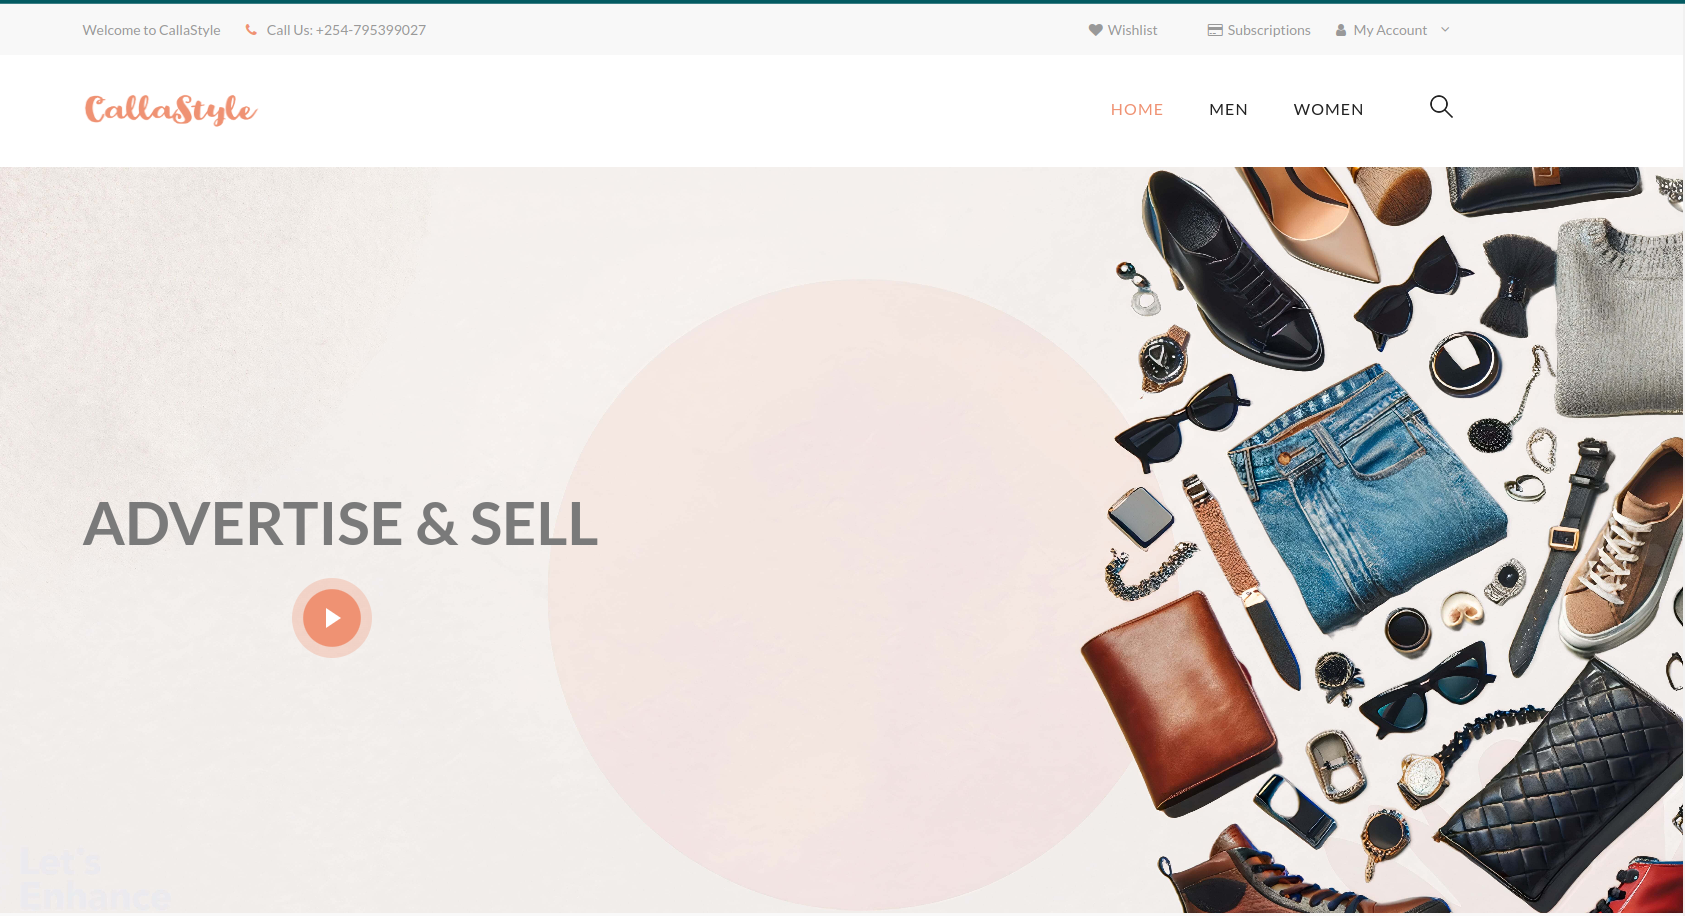 Welcome to CallaStyle
Call Us: +254-795399027
Wishlist
Subscriptions
My Account
CallaStyle
HOME
MEN
WOMEN
ADVERTISE & SELL
Let's
Enhance